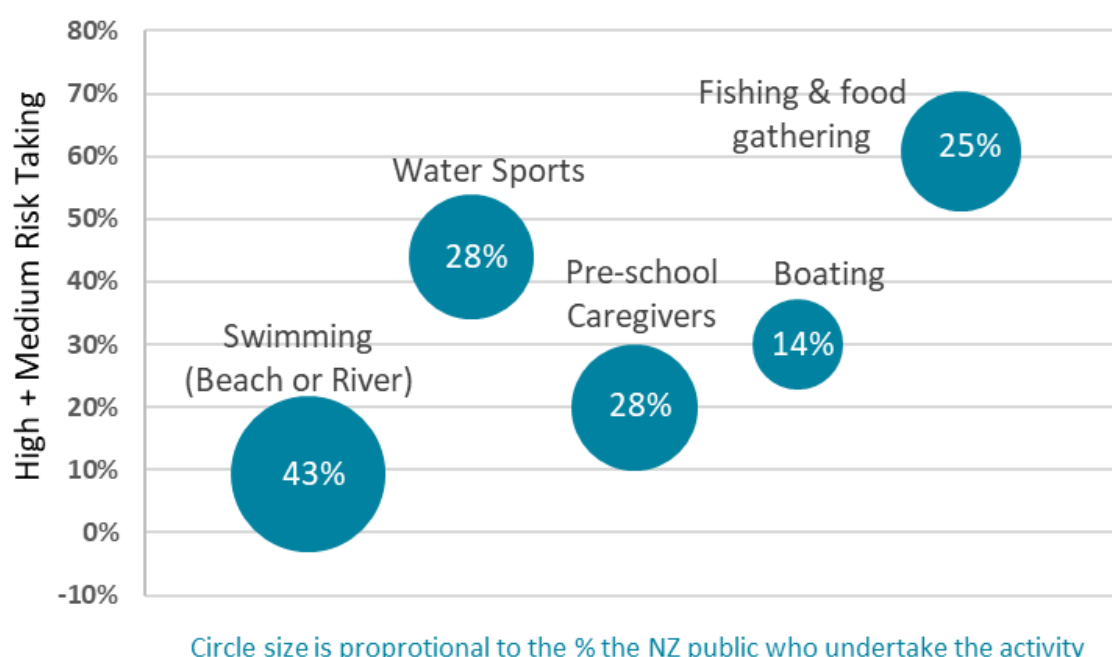 80%
70%
60%
50%
40%
30%
20%
10%
0%
-10%
High + Medium Risk Taking
Fishing & food
gathering
25%
Water Sports
28%
Pre-school
Caregivers
28%
Boating
14%
Swimming
(Beach or River)
43%
Circle size is proprotional to the % the NZ public who undertake the activity